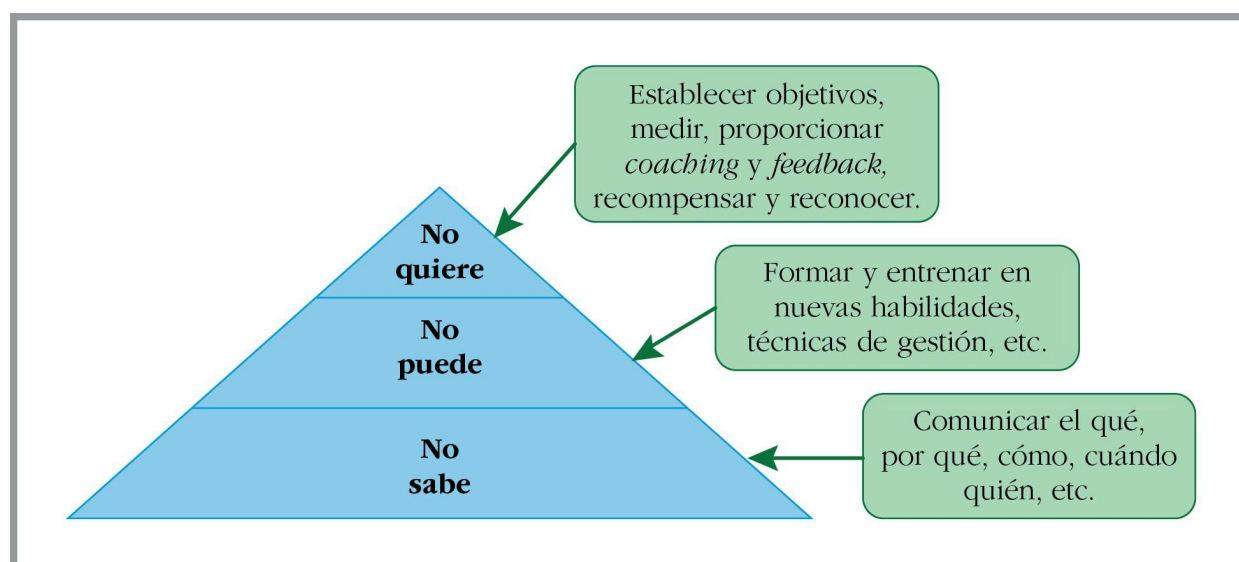 Establecer objetivos,
medir, proporcionar
coaching y feedback,
recompensar y reconocer.
No
quiere
Formar y entrenar en
nuevas habilidades,
técnicas de gestión, etc.
No
puede
Comunicar el qué,
por qué, cómo, cuándo
quién, etc.
No
sabe